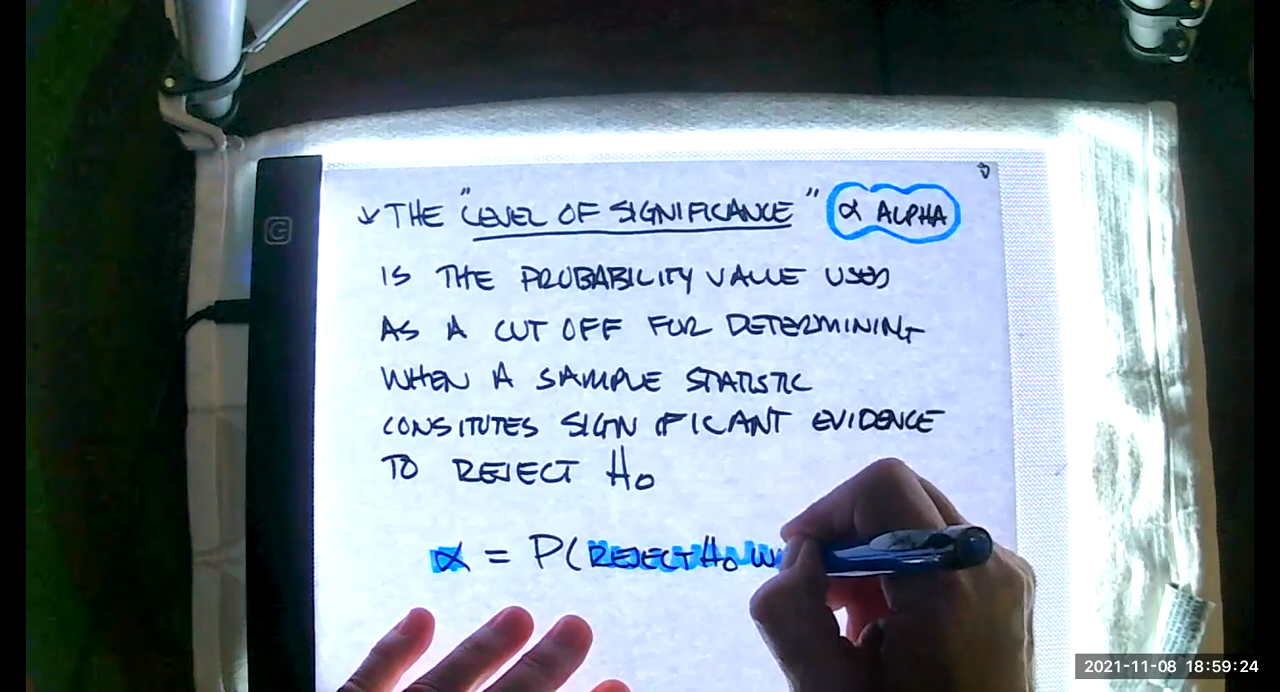 THE "LEVEL OF SIGNIFICANCE" α ALPHA
IS THE PROBABILITY VALUE USES
AS A CUT OFF FOR DETERMINING
WHEN A SAMPLE STATISTIC
CONSITUTES SIGNIFICANT EVIDENCE
TO REJECT H₀
α = P(REJECT H₀ W
2021-11-08 18:59:24